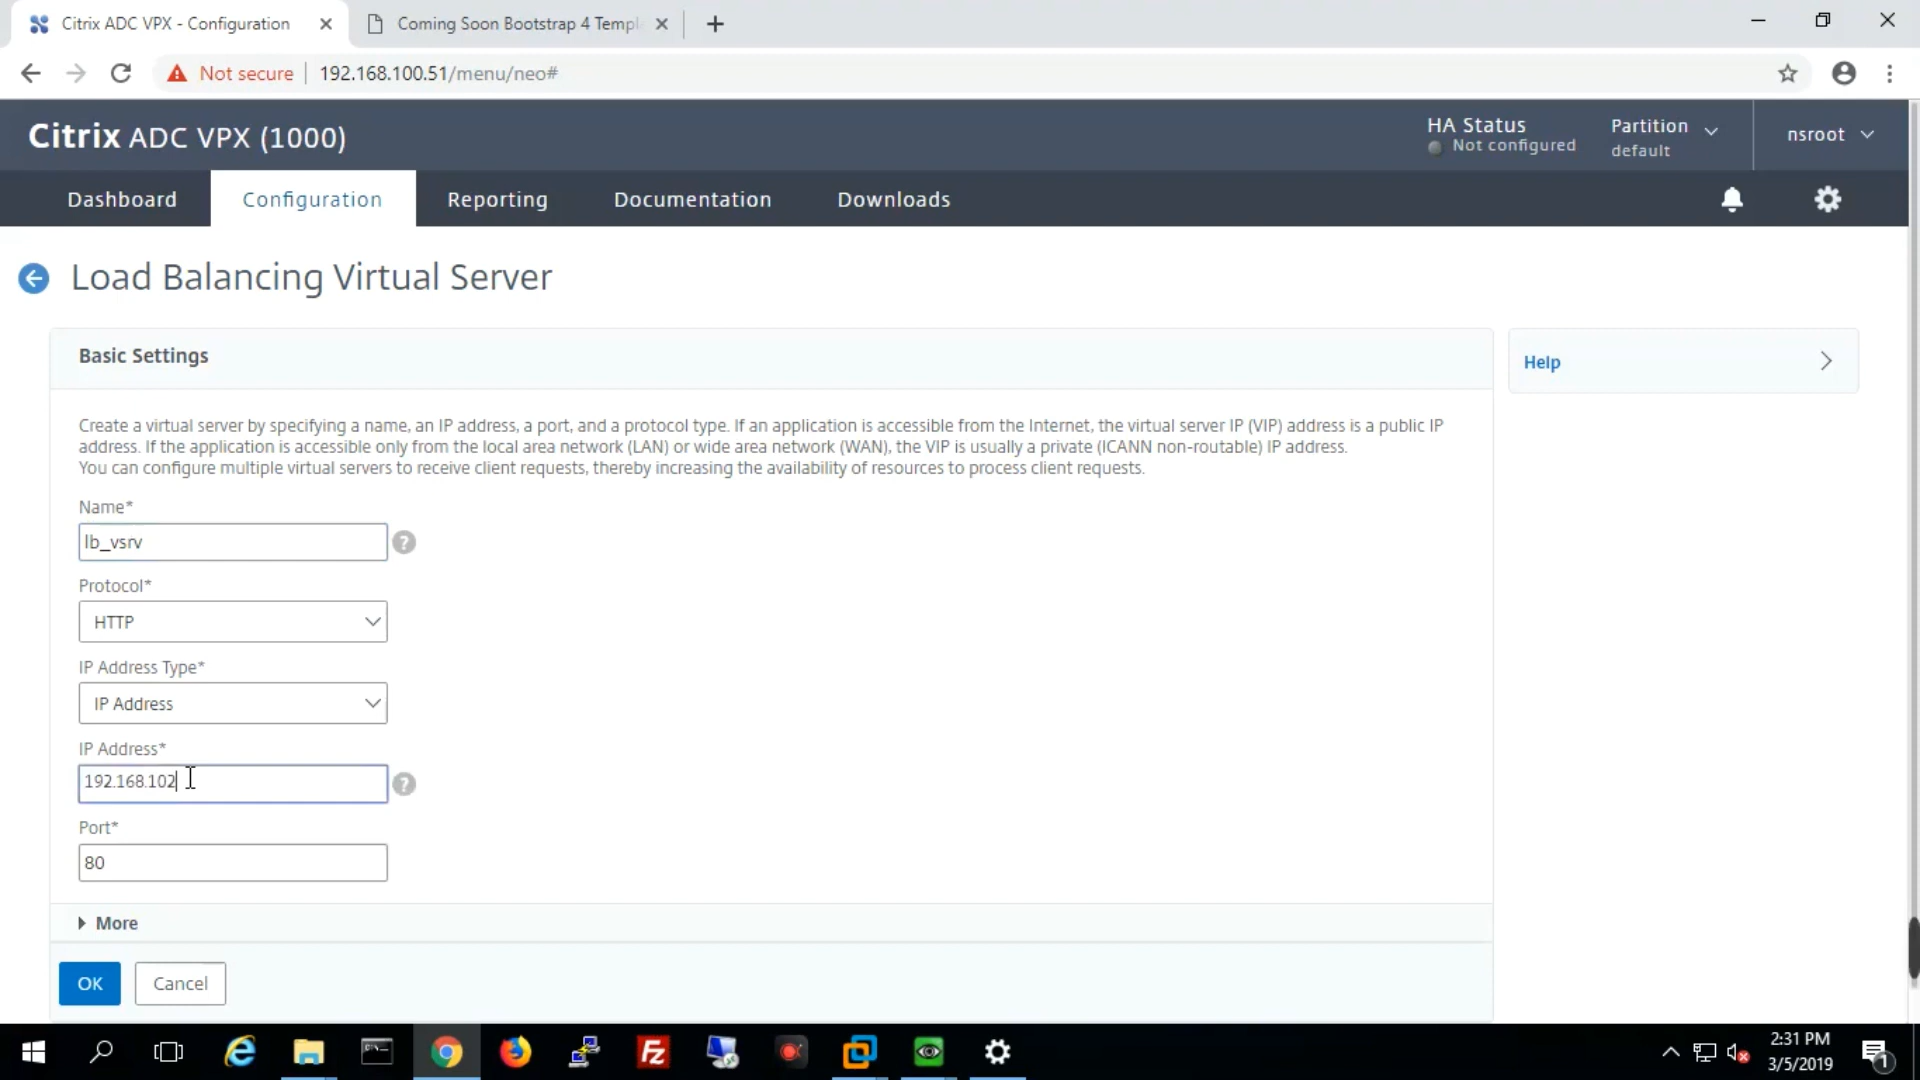 Citrix ADC VPX - Configuration
Coming Soon Bootstrap 4 Templ
Not secure
192.168.100.51/menu/neo#
Citrix ADC VPX (1000)
HA Status
Not configured
Partition
default
nsroot
Dashboard
Configuration
Reporting
Documentation
Downloads
Load Balancing Virtual Server
Basic Settings
Help
Create a virtual server by specifying a name, an IP address, a port, and a protocol type. If an application is accessible from the Internet, the virtual server IP (VIP) address is a public IP
address. If the application is accessible only from the local area network (LAN) or wide area network (WAN), the VIP is usually a private (ICANN non-routable) IP address.
You can configure multiple virtual servers to receive client requests, thereby increasing the availability of resources to process client requests.
Name*
lb_vsrv
?
Protocol*
HTTP
IP Address Type*
IP Address
IP Address*
192.168.102
?
Port*
80
More
OK
Cancel
2:31 PM
3/5/2019
1